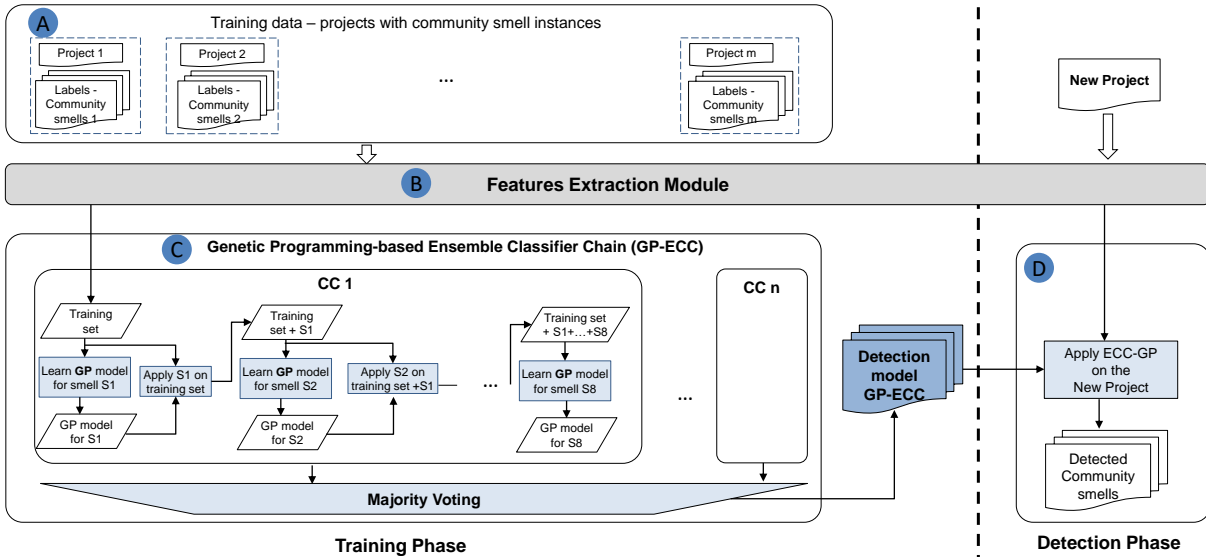 A
Training data – projects with community smell instances
Project 1
Labels -
Community
smells 1
Project 2
Labels -
Community
smells 2
...
Project m
Labels -
Community
smells m
New Project
B
Features Extraction Module
C
Genetic Programming-based Ensemble Classifier Chain (GP-ECC)
CC 1
Training
set
Learn GP model
for smell S1
GP model
for S1
Apply S1 on
training set
Training
set + S1
Learn GP model
for smell S2
GP model
for S2
Apply S2 on
training set +S1
...
Training set
+ S1+...+S8
Learn GP model
for smell S8
GP model
for S8
...
CC n
Majority Voting
Training Phase
Detection
model
GP-ECC
D
Apply ECC-GP
on the
New Project
Detected
Community
smells
Detection Phase